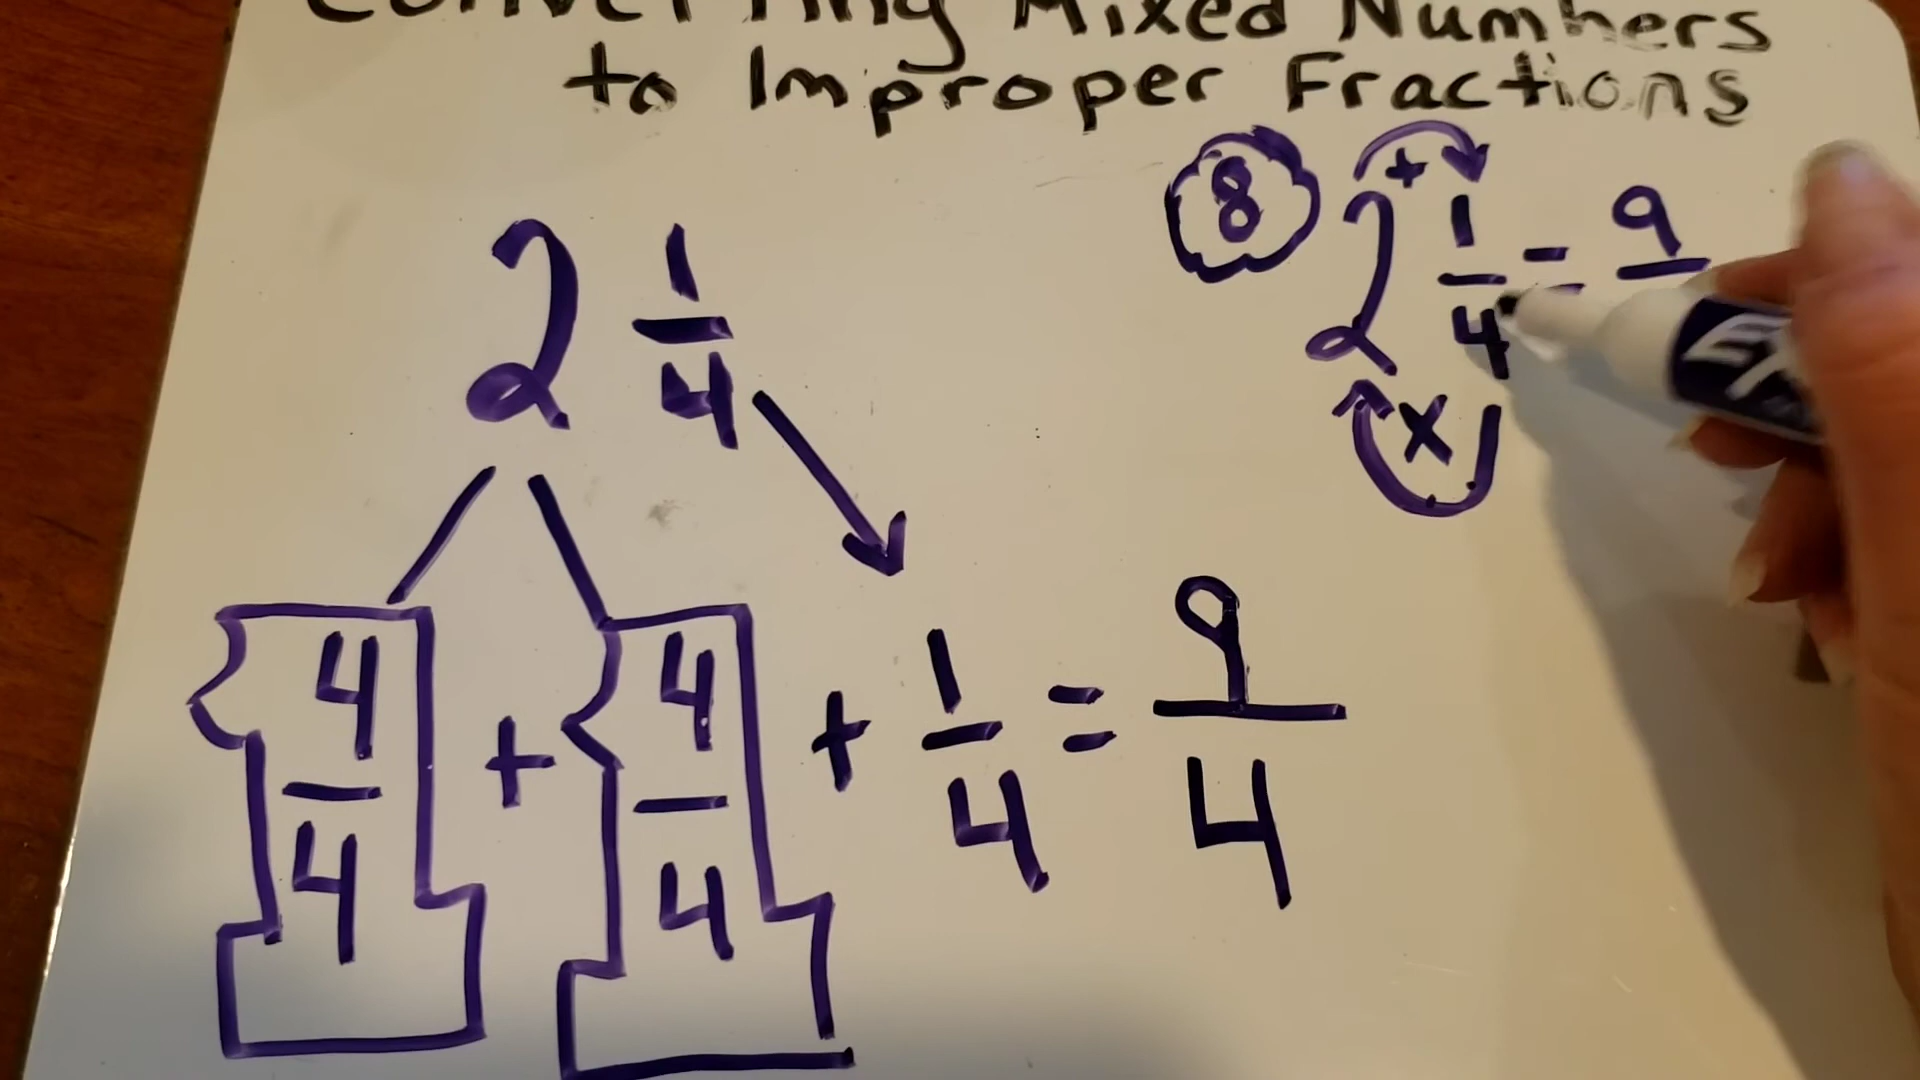 Converting Mixed Numbers
to Improper Fractions
8 2 + 1/4 = 9
x
2 1/4
4/4 + 4/4 + 1/4 = 9/4